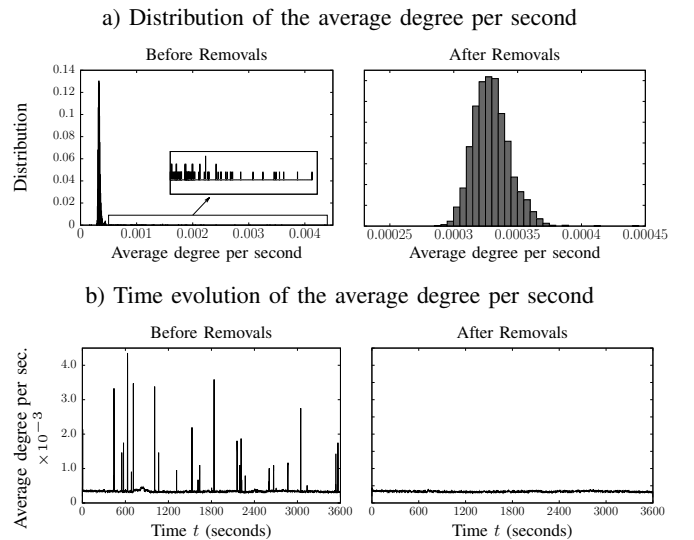 a) Distribution of the average degree per second
Before Removals
After Removals
Distribution
0.14
0.12
0.1
0.08
0.06
0.04
0.02
0
0 0.001 0.002 0.003 0.004
0.00025 0.0003 0.00035 0.0004 0.00045
Average degree per second
Average degree per second
b) Time evolution of the average degree per second
Before Removals
After Removals
Average degree per sec.
×10−3
4.0
3.0
2.0
1.0
0
0 600 1200 1800 2400 3000 3600
0 600 1200 1800 2400 3000 3600
Time t (seconds)
Time t (seconds)